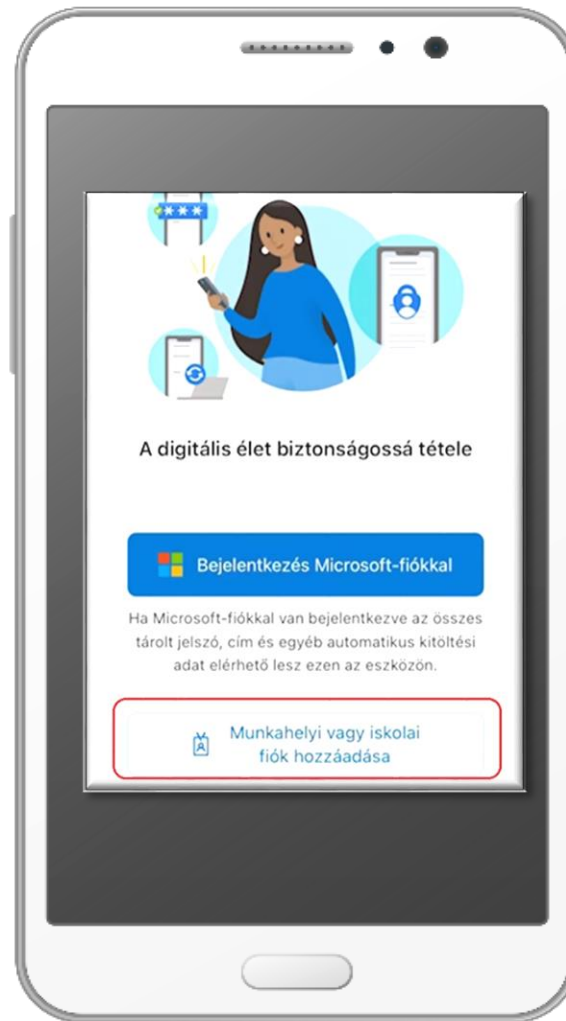 A digitális élet biztonságossá tétele
Bejelentkezés Microsoft-fiókkal
Ha Microsoft-fiókkal van bejelentkezve az összes
tárolt jelszó, cím és egyéb automatikus kitöltési
adat elérhető lesz ezen az eszközön.
Munkahelyi vagy iskolai
fiók hozzáadása